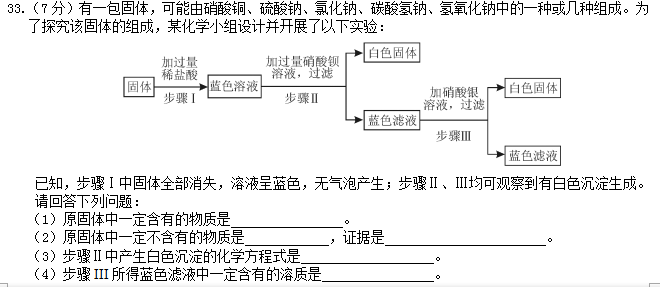 33.（7分）有一包固体，可能由硝酸铜、硫酸钠、氯化钠、碳酸氢钠、氢氧化钠中的一种或几种组成。为
了探究该固体的组成，某化学小组设计并开展了以下实验：
固体
加过量
稀盐酸
步骤Ⅰ
蓝色溶液
加过量硝酸钡
溶液，过滤
步骤Ⅱ
白色固体
蓝色滤液
加硝酸银
溶液，过滤
步骤Ⅲ
白色固体
蓝色滤液
已知，步骤Ⅰ中固体全部消失，溶液呈蓝色，无气泡产生；步骤Ⅱ、Ⅲ均可观察到有白色沉淀生成。
请回答下列问题：
（1）原固体中一定含有的物质是＿＿＿＿＿＿＿。
（2）原固体中一定不含有的物质是＿＿＿＿＿，证据是＿＿＿＿＿＿＿＿＿＿。
（3）步骤Ⅱ中产生白色沉淀的化学方程式是＿＿＿＿＿＿＿＿。
（4）步骤III所得蓝色滤液中一定含有的溶质是＿＿＿＿＿＿＿。